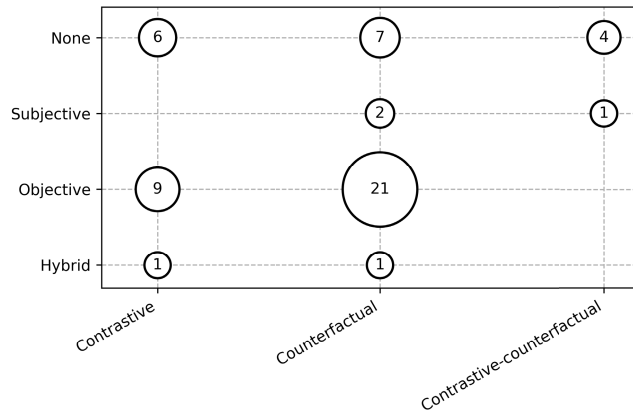 None 6 7 4
Subjective 2 1
Objective 9 21
Hybrid 1 1
Contrastive
Counterfactual
Contrastive-counterfactual